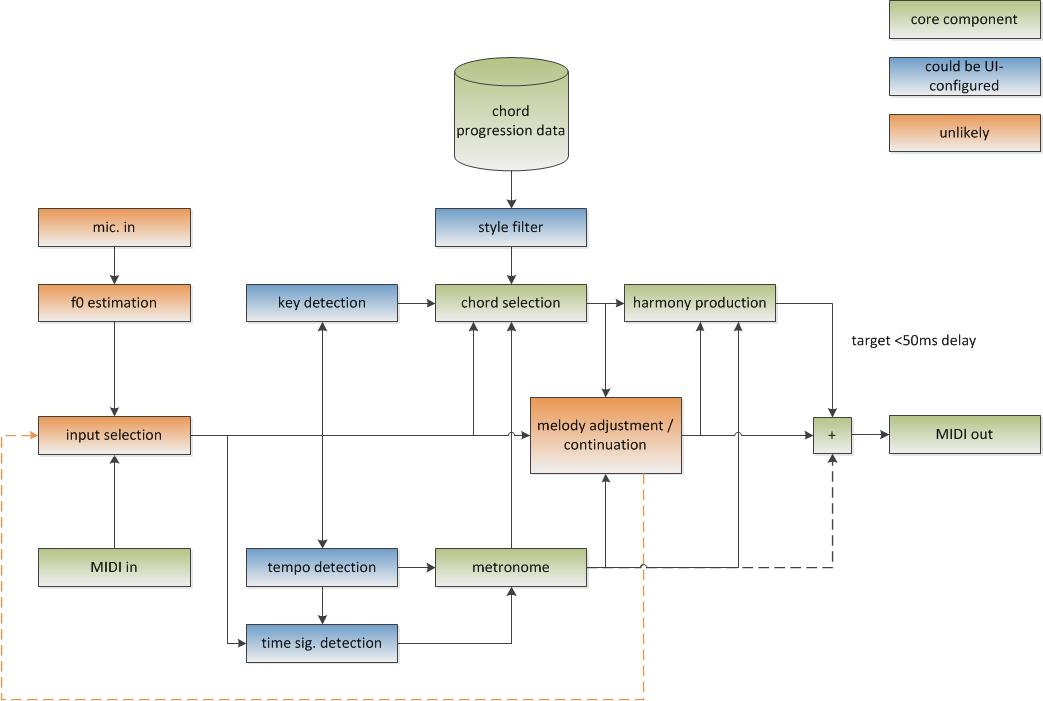 core component
could be UI-
configured
unlikely
chord
progression data
mic. in
style filter
f0 estimation
key detection
chord selection
harmony production
target <50ms delay
input selection
melody adjustment /
continuation
+
MIDI out
MIDI in
tempo detection
metronome
time sig. detection